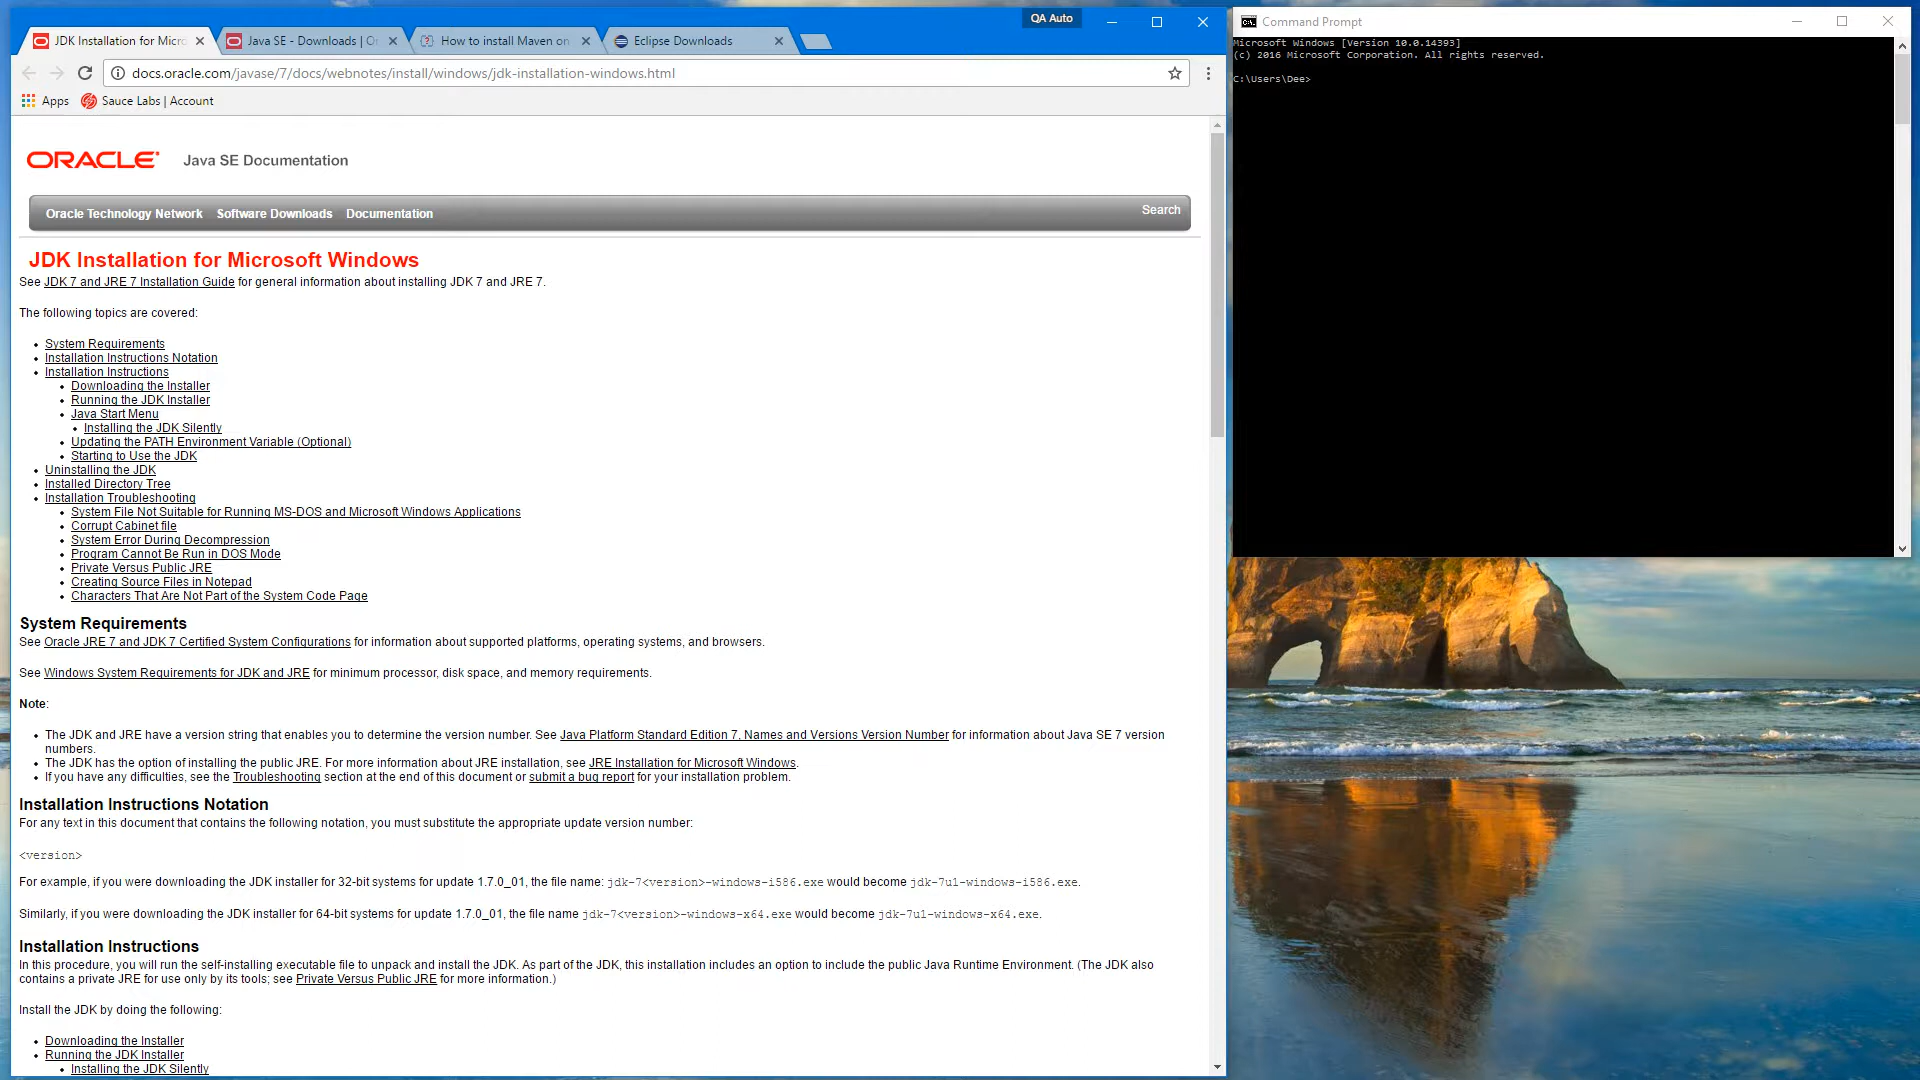 QA Auto
JDK Installation for Micro
Java SE - Downloads | Or
How to install Maven on
Eclipse Downloads
docs.oracle.com/javase/7/docs/webnotes/install/windows/jdk-installation-windows.html
Apps
Sauce Labs | Account
ORACLE
Java SE Documentation
Oracle Technology Network Software Downloads Documentation
Search
JDK Installation for Microsoft Windows
See JDK 7 and JRE 7 Installation Guide for general information about installing JDK 7 and JRE 7.
The following topics are covered:
System Requirements
Installation Instructions Notation
Installation Instructions
Downloading the Installer
Running the JDK Installer
Java Start Menu
Installing the JDK Silently
Updating the PATH Environment Variable (Optional)
Starting to Use the JDK
Uninstalling the JDK
Installed Directory Tree
Installation Troubleshooting
System File Not Suitable for Running MS-DOS and Microsoft Windows Applications
Corrupt Cabinet file
System Error During Decompression
Program Cannot Be Run in DOS Mode
Private Versus Public JRE
Creating Source Files in Notepad
Characters That Are Not Part of the System Code Page
System Requirements
See Oracle JRE 7 and JDK 7 Certified System Configurations for information about supported platforms, operating systems, and browsers.
See Windows System Requirements for JDK and JRE for minimum processor, disk space, and memory requirements.
Note:
The JDK and JRE have a version string that enables you to determine the version number. See Java Platform Standard Edition 7, Names and Versions Version Number for information about Java SE 7 version
numbers.
The JDK has the option of installing the public JRE. For more information about JRE installation, see JRE Installation for Microsoft Windows.
If you have any difficulties, see the Troubleshooting section at the end of this document or submit a bug report for your installation problem.
Installation Instructions Notation
For any text in this document that contains the following notation, you must substitute the appropriate update version number:
<version>
For example, if you were downloading the JDK installer for 32-bit systems for update 1.7.0_01, the file name: jdk-7<version>-windows-i586.exe would become jdk-7u1-windows-i586.exe.
Similarly, if you were downloading the JDK installer for 64-bit systems for update 1.7.0_01, the file name jdk-7<version>-windows-x64.exe would become jdk-7u1-windows-x64.exe.
Installation Instructions
In this procedure, you will run the self-installing executable file to unpack and install the JDK. As part of the JDK, this installation includes an option to include the public Java Runtime Environment. (The JDK also
contains a private JRE for use only by its tools; see Private Versus Public JRE for more information.)
Install the JDK by doing the following:
Downloading the Installer
Running the JDK Installer
Installing the JDK Silently
Command Prompt
Microsoft Windows [Version 10.0.14393]
(c) 2016 Microsoft Corporation. All rights reserved.
C:\Users\Dee>